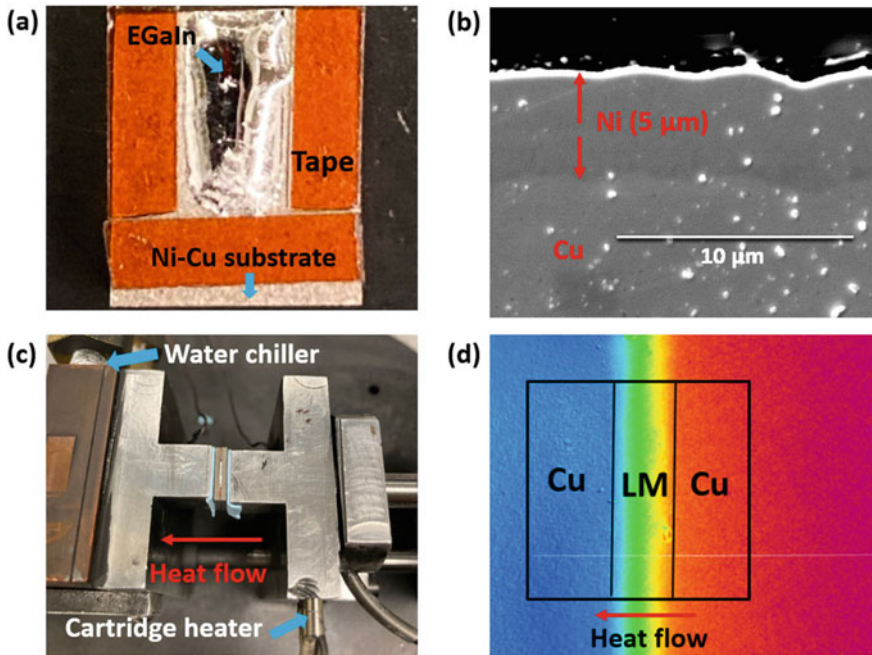 (a)
EGaIn
Tape
Ni-Cu substrate
(b)
Ni (5 μm)
Cu
10 μm
(c)
Water chiller
Heat flow
Cartridge heater
(d)
Cu
LM
Cu
Heat flow